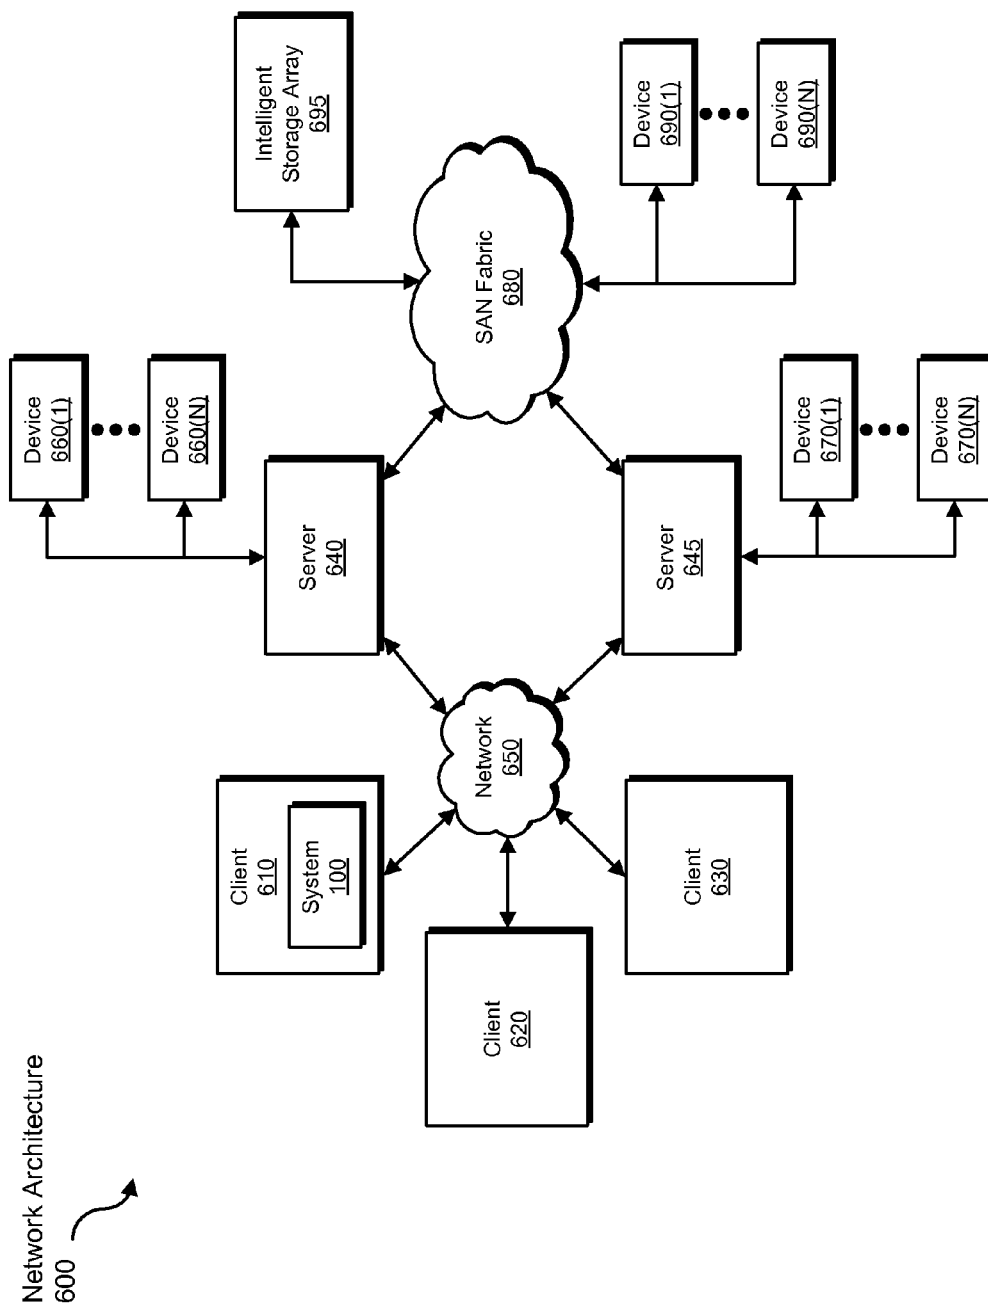 Network Architecture
600
Client
610
System
100
Client
620
Client
630
Network
650
Server
640
Server
645
Device
660(1)
Device
660(N)
Device
670(1)
Device
670(N)
SAN Fabric
680
Intelligent
Storage Array
695
Device
690(1)
Device
690(N)